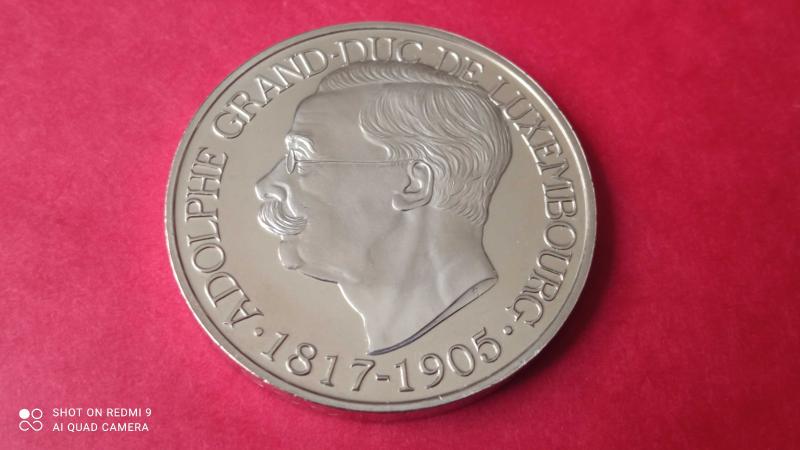 ADOLPHE GRAND·DUC DE LUXEMBOURG
· 1817-1905 ·
SHOT ON REDMI 9
AI QUAD CAMERA